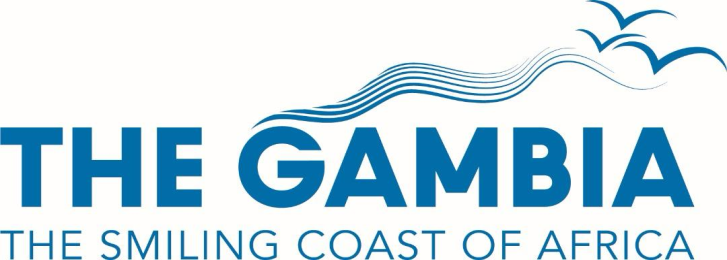 THE GAMBIA
THE SMILING COAST OF AFRICA